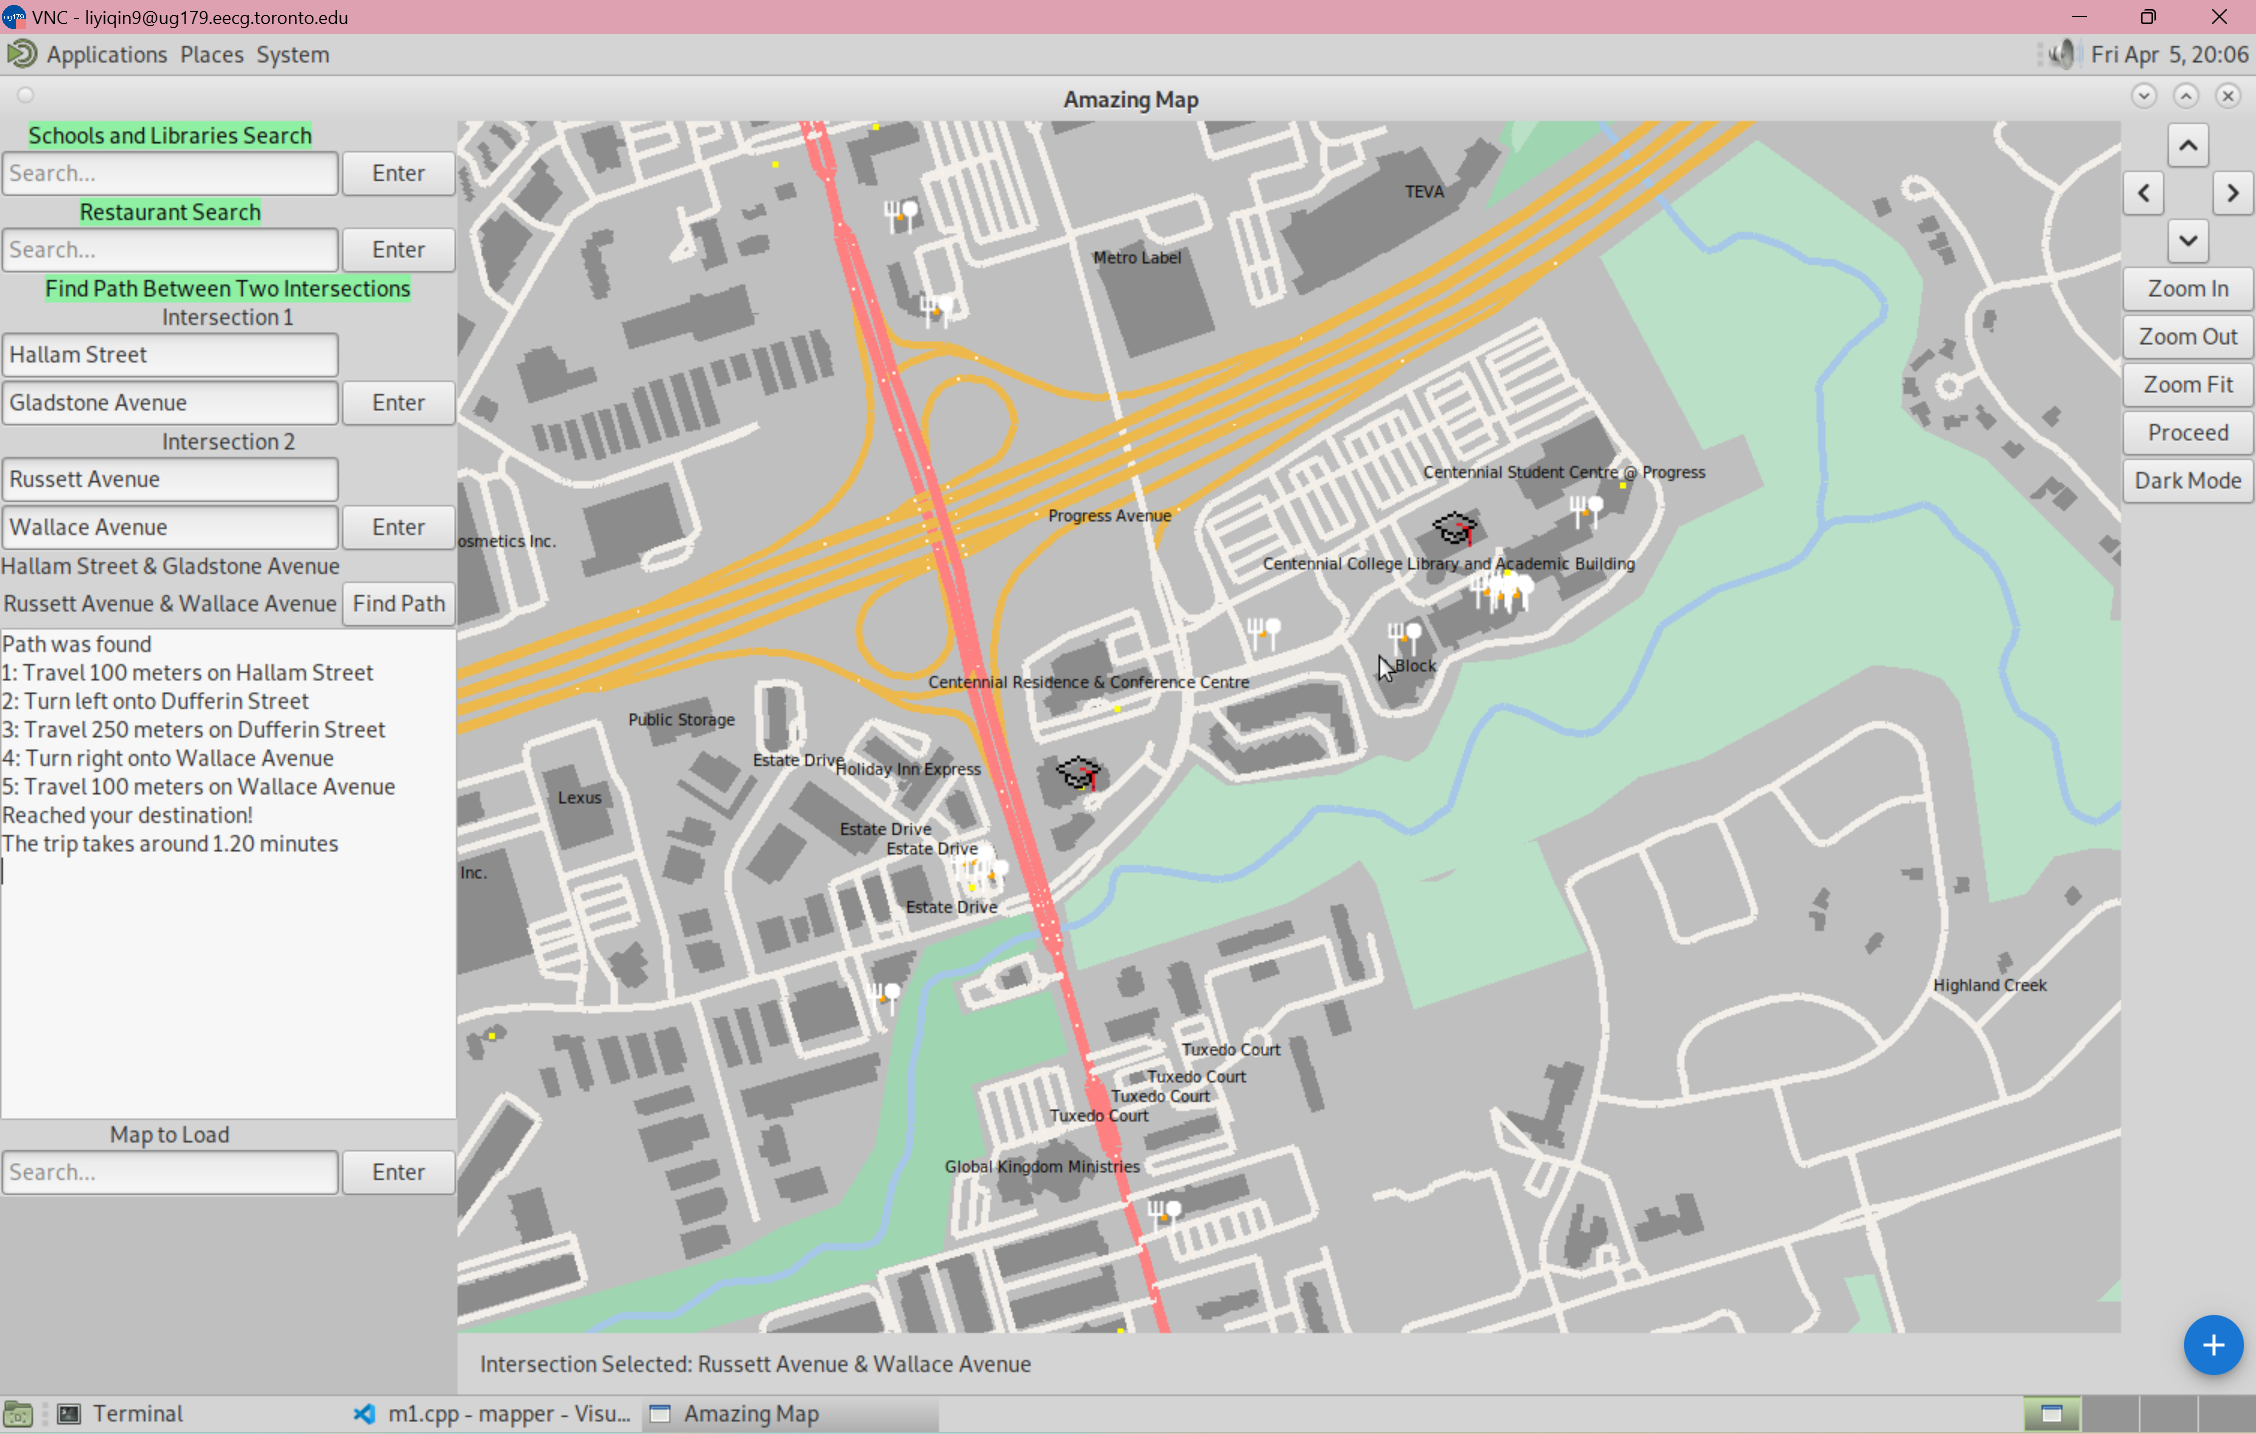 VNC - liyiqin9@ug179.eecg.toronto.edu
Applications Places System
Fri Apr 5, 20:06
Amazing Map
Schools and Libraries Search
Search...
Enter
Restaurant Search
Search...
Enter
Find Path Between Two Intersections
Intersection 1
Hallam Street
Gladstone Avenue
Enter
Intersection 2
Russett Avenue
Wallace Avenue
Enter
Hallam Street & Gladstone Avenue
Russett Avenue & Wallace Avenue
Find Path
Path was found
1: Travel 100 meters on Hallam Street
2: Turn left onto Dufferin Street
3: Travel 250 meters on Dufferin Street
4: Turn right onto Wallace Avenue
5: Travel 100 meters on Wallace Avenue
Reached your destination!
The trip takes around 1.20 minutes
Map to Load
Search...
Enter
TEVA
Metro Label
Centennial Student Centre @ Progress
Progress Avenue
osmetics Inc.
Centennial College Library and Academic Building
Block
Centennial Residence & Conference Centre
Public Storage
Estate Drive
Holiday Inn Express
Lexus
Estate Drive
Estate Drive
Inc.
Estate Drive
Highland Creek
Tuxedo Court
Tuxedo Court
Tuxedo Court
Tuxedo Court
Global Kingdom Ministries
Zoom In
Zoom Out
Zoom Fit
Proceed
Dark Mode
Intersection Selected: Russett Avenue & Wallace Avenue
Terminal
m1.cpp - mapper - Visu...
Amazing Map